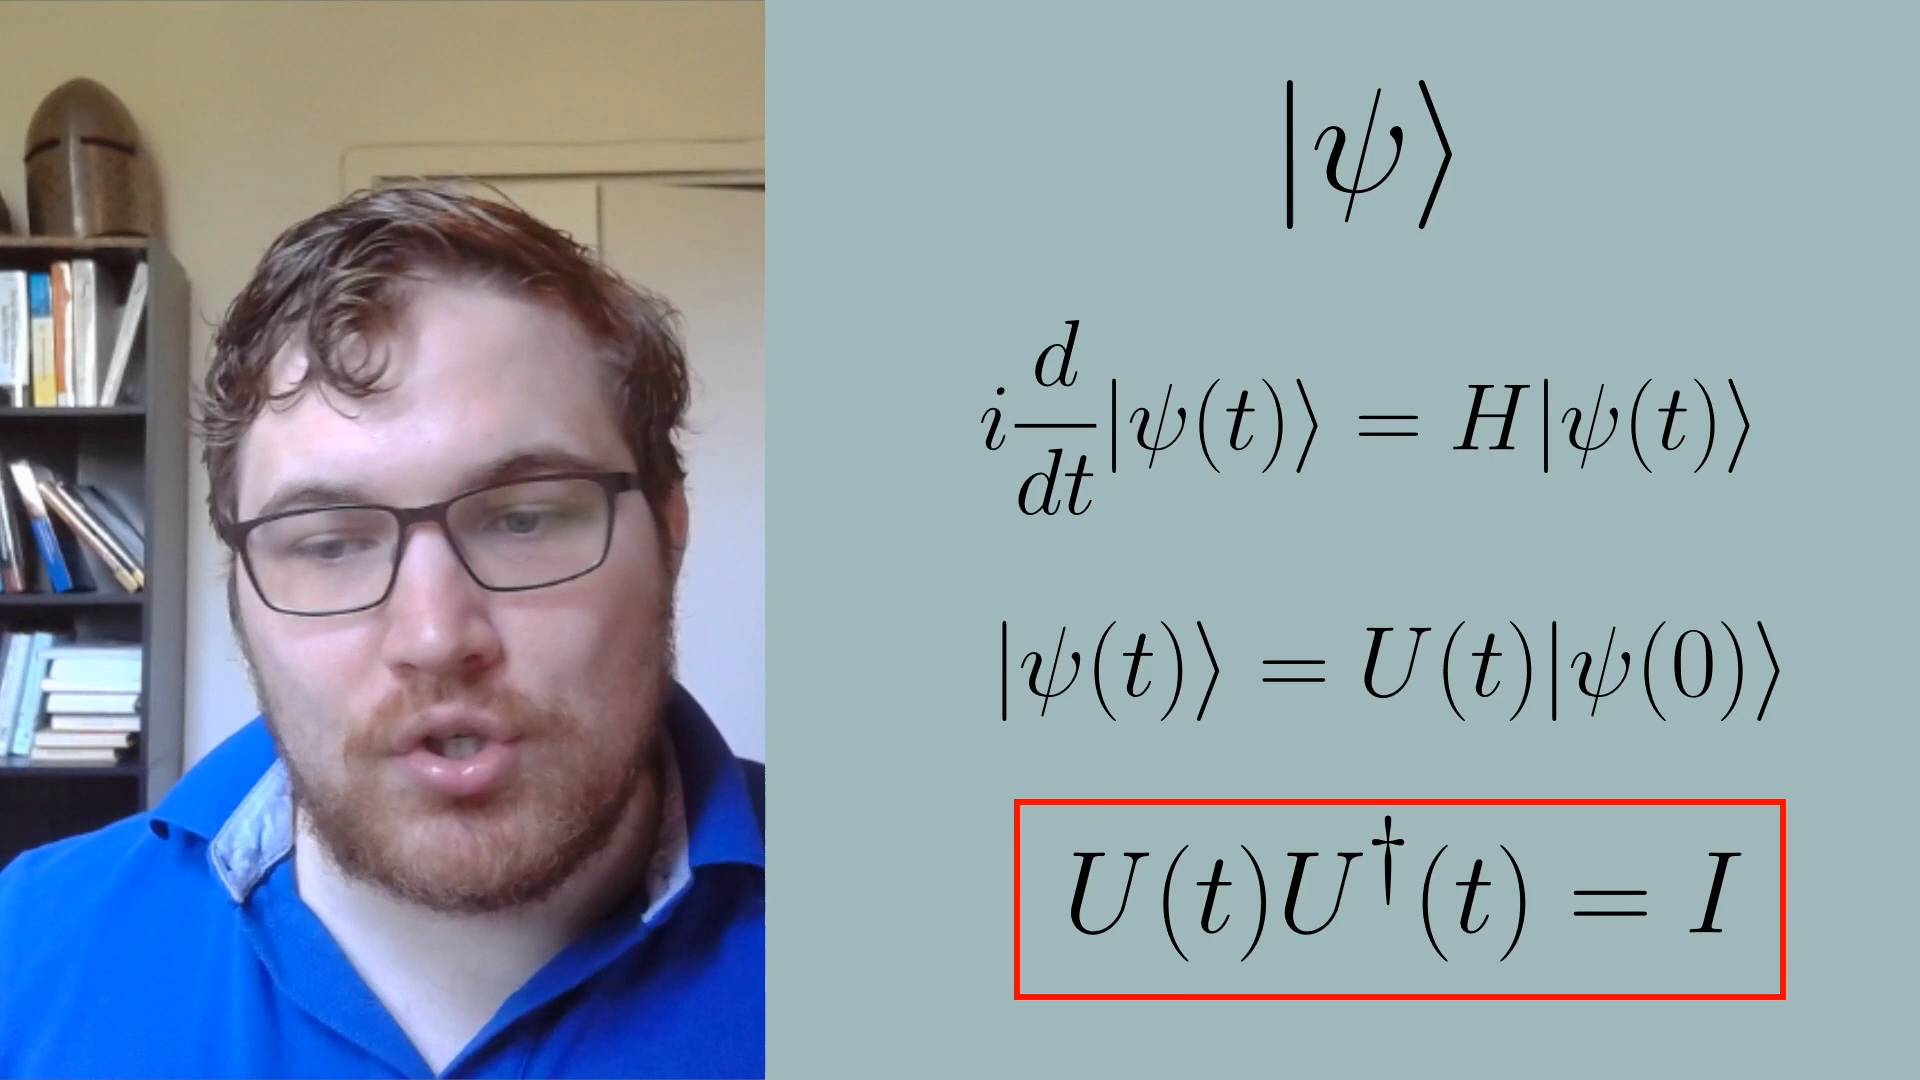 |ψ⟩
i d/dt |ψ(t)⟩ = H|ψ(t)⟩
|ψ(t)⟩ = U(t)|ψ(0)⟩
U(t)U†(t) = I